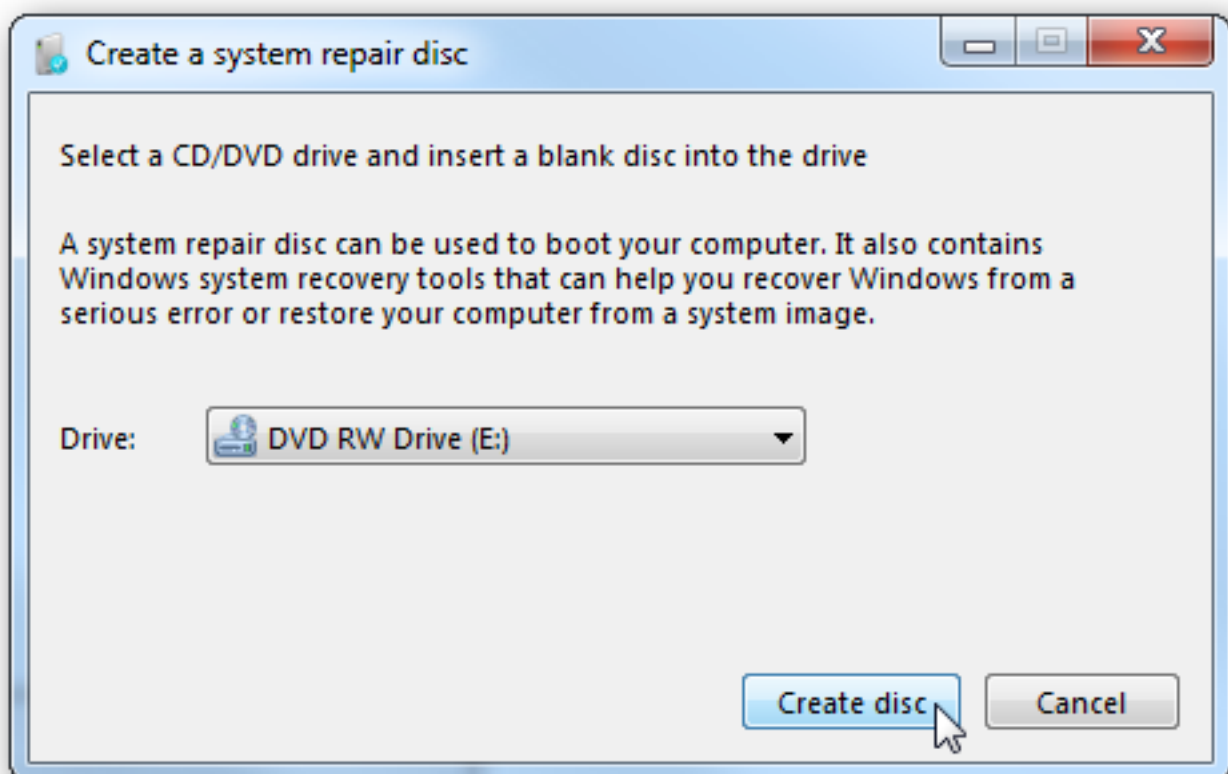 Create a system repair disc
Select a CD/DVD drive and insert a blank disc into the drive
A system repair disc can be used to boot your computer. It also contains
Windows system recovery tools that can help you recover Windows from a
serious error or restore your computer from a system image.
Drive: DVD RW Drive (E:)
Create disc Cancel